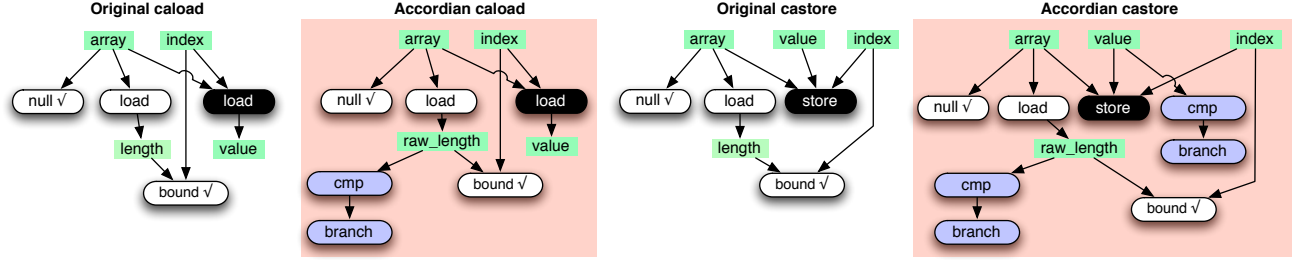 Original caload
array index
null √ load load
length value
bound √
Accordian caload
array index
null √ load load
raw_length value
cmp bound √
branch
Original castore
array value index
null √ load store
length
bound √
Accordian castore
array value index
null √ load store cmp
raw_length branch
cmp bound √
branch